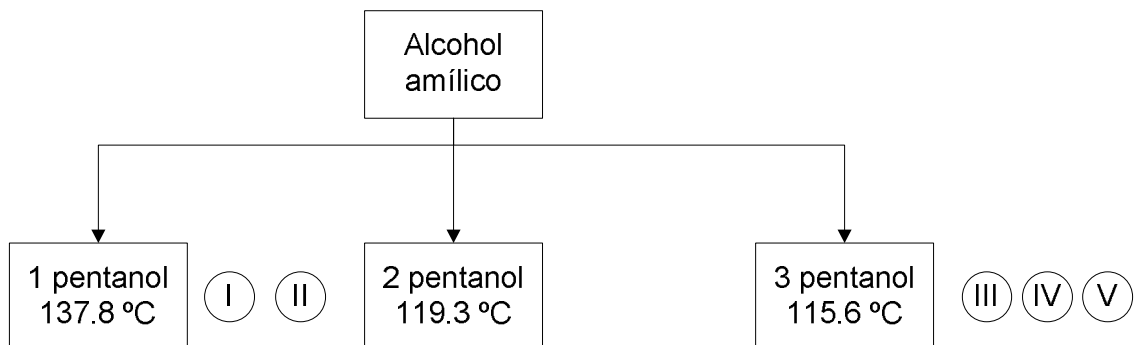 Alcohol
amílico
1 pentanol
137.8 ºC
I
II
2 pentanol
119.3 ºC
3 pentanol
115.6 ºC
III
IV
V